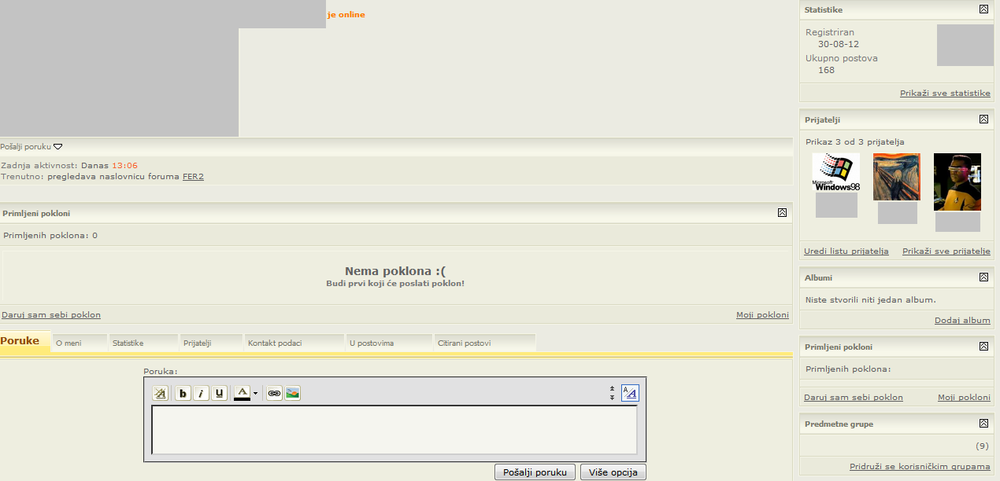 je online
Pošalji poruku
Zadnja aktivnost: Danas 13:06
Trenutno: pregledava naslovnicu foruma FER2
Primljeni pokloni
Primljenih poklona: 0
Nema poklona :(
Budi prvi koji će poslati poklon!
Daruj sam sebi poklon
Moji pokloni
Poruke
O meni
Statistike
Prijatelji
Kontakt podaci
U postovima
Citirani postovi
Poruka:
b i u A
A/A
Pošalji poruku
Više opcija
Statistike
Registriran
30-08-12
Ukupno postova
168
Prikaži sve statistike
Prijatelji
Prikaz 3 od 3 prijatelja
Microsoft
Windows98
Uredi listu prijatelja
Prikaži sve prijatelje
Albumi
Niste stvorili niti jedan album.
Dodaj album
Primljeni pokloni
Primljenih poklona:
Daruj sam sebi poklon
Moji pokloni
Predmetne grupe
(9)
Pridruži se korisničkim grupama